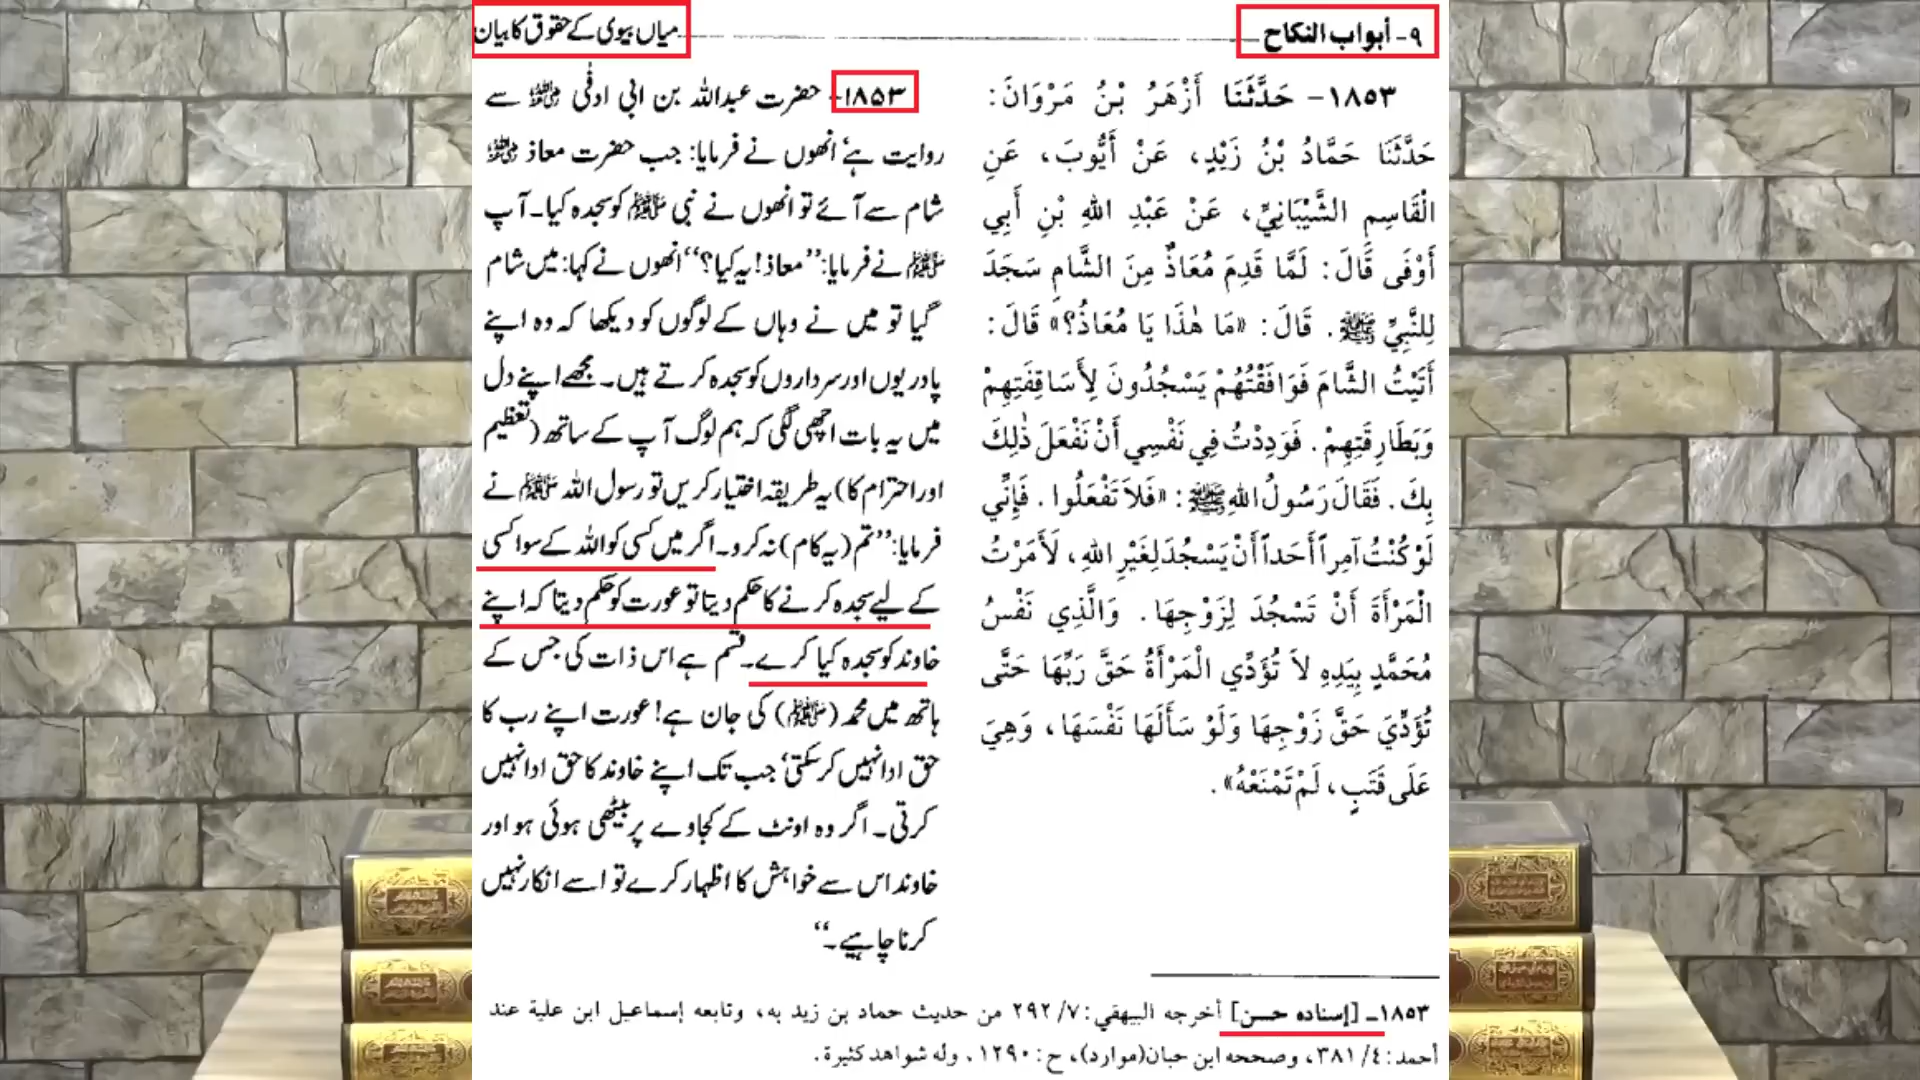 ۹- أبواب النكاح
میاں بیوی کے حقوق کا بیان
١٨٥٣- حَدَّثَنَا أَزْهَرُ بْنُ مَرْوَانَ:
حَدَّثَنَا حَمَّادُ بْنُ زَيْدٍ، عَنْ أَيُّوبَ، عَنِ
الْقَاسِمِ الشَّيْبَانِيِّ، عَنْ عَبْدِ اللهِ بْنِ أَبِي
أَوْفَى قَالَ: لَمَّا قَدِمَ مُعَاذٌ مِنَ الشَّامِ سَجَدَ
لِلنَّبِيِّ ﷺ. قَالَ: «مَا هٰذَا يَا مُعَاذُ؟» قَالَ:
أَتَيْتُ الشَّامَ فَوَافَقْتُهُمْ يَسْجُدُونَ لِأَسَاقِفَتِهِمْ
وَبَطَارِقَتِهِمْ. فَوَدِدْتُ فِي نَفْسِي أَنْ نَفْعَلَ ذٰلِكَ
بِكَ. فَقَالَ رَسُولُ اللهِ ﷺ: «فَلاَ تَفْعَلُوا. فَإِنِّي
لَوْ كُنْتُ آمِراً أَحَداً أَنْ يَسْجُدَ لِغَيْرِ اللهِ، لَأَمَرْتُ
الْمَرْأَةَ أَنْ تَسْجُدَ لِزَوْجِهَا. وَالَّذِي نَفْسُ
مُحَمَّدٍ بِيَدِهِ لاَ تُؤَدِّي الْمَرْأَةُ حَقَّ رَبِّهَا حَتَّى
تُؤَدِّيَ حَقَّ زَوْجِهَا وَلَوْ سَأَلَهَا نَفْسَهَا، وَهِيَ
عَلَى قَتَبٍ، لَمْ تَمْنَعْهُ».
١٨٥٣- حضرت عبداللہ بن ابی اوفٰی ؓ سے
روایت ہے، انھوں نے فرمایا: جب حضرت معاذ ؓ
شام سے آئے تو انھوں نے نبی ﷺ کو سجدہ کیا۔ آپ
ﷺ نے فرمایا: ’’معاذ! یہ کیا؟‘‘ انھوں نے کہا: میں شام
گیا تو میں نے وہاں کے لوگوں کو دیکھا کہ وہ اپنے
پادریوں اور سرداروں کو سجدہ کرتے ہیں۔ مجھے اپنے دل
میں یہ بات اچھی لگی کہ ہم لوگ آپ کے ساتھ (تعظیم
اور احترام کا) یہ طریقہ اختیار کریں تو رسول اللہ ﷺ نے
فرمایا: ’’تم (یہ کام) نہ کرو۔ اگر میں کسی کو اللہ کے سوا کسی
کے لیے سجدہ کرنے کا حکم دیتا تو عورت کو حکم دیتا کہ اپنے
خاوند کو سجدہ کیا کرے۔ قسم ہے اس ذات کی جس کے
ہاتھ میں محمد (ﷺ) کی جان ہے! عورت اپنے رب کا
حق ادا نہیں کرسکتی، جب تک اپنے خاوند کا حق ادا نہیں
کرتی۔ اگر وہ اونٹ کے کجاوے پر بیٹھی ہوئی ہو اور
خاوند اس سے خواہش کا اظہار کرے تو اسے انکار نہیں
کرنا چاہیے۔‘‘
١٨٥٣ـ [إسناده حسن] أخرجه البيهقي: ٧/ ٢٩٢ من حديث حماد بن زيد به، وتابعه إسماعيل ابن علية عند
أحمد: ٤/ ٣٨١، وصححه ابن حبان(موارد)، ح: ١٢٩٠، وله شواهد كثيرة.